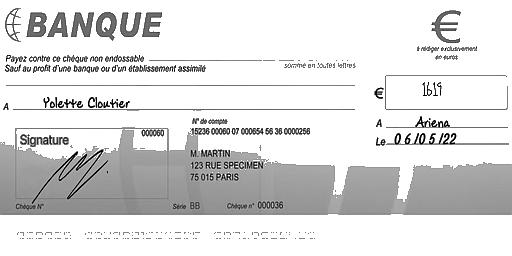 BANQUE
€
à rédiger exclusivement
en euros
Payez contre ce chèque non endossable
Sauf au profit d'une banque ou d'un établissement assimilé
somme en toutes lettres
€ 1619
A Yolette Cloutier
A Ariena
Le 06/05/22
Signature
000060
N° de compte
15236 00060 07 000654 56 36 0000256
M. MARTIN
123 RUE SPECIMEN
75 015 PARIS
Chèque N°
Série BB
Chèque n° 000036